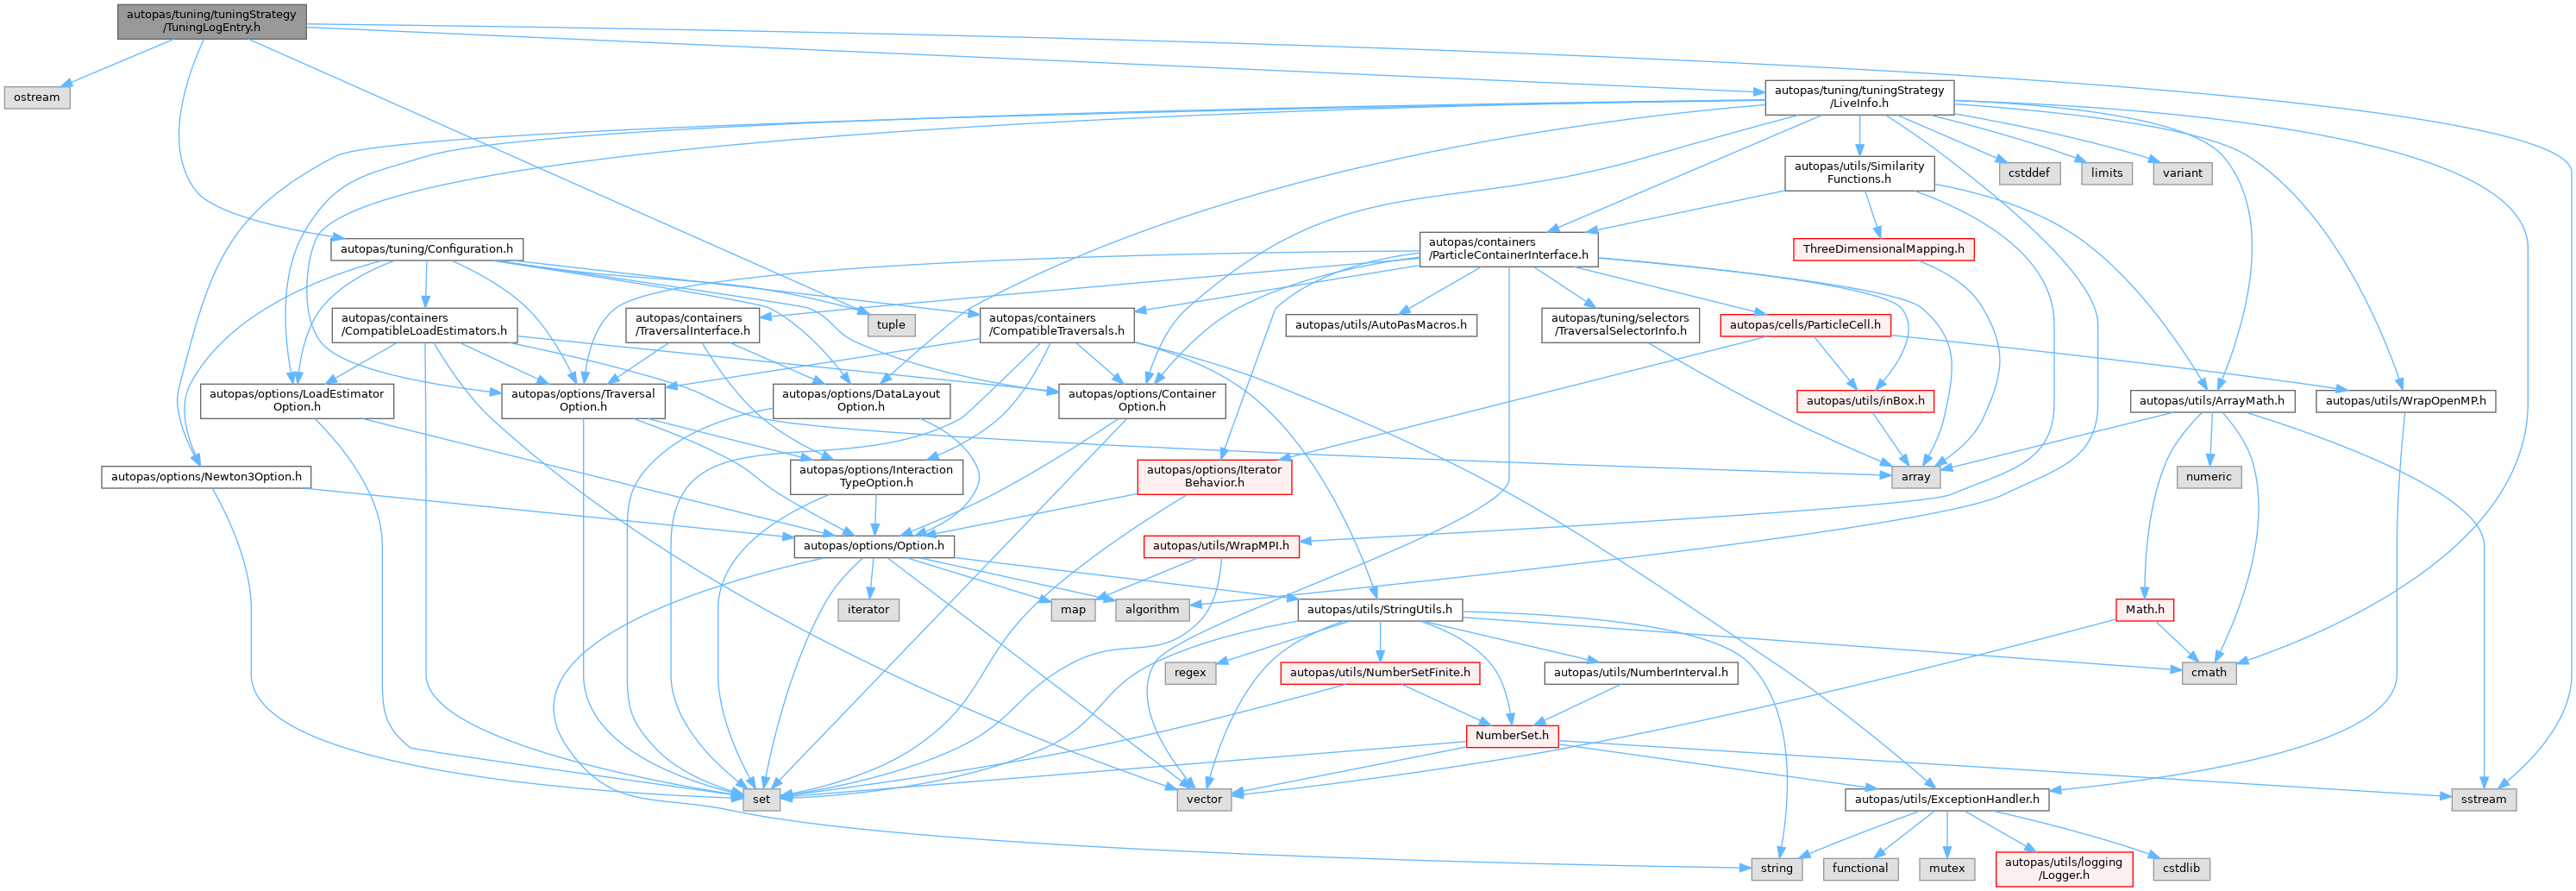 autopas/tuning/tuningStrategy
/TuningLogEntry.h
ostream
autopas/tuning/tuningStrategy
/LiveInfo.h
autopas/utils/Similarity
Functions.h
cstddef
limits
variant
autopas/tuning/Configuration.h
autopas/containers
/ParticleContainerInterface.h
ThreeDimensionalMapping.h
autopas/containers
/CompatibleLoadEstimators.h
autopas/containers
/TraversalInterface.h
tuple
autopas/containers
/CompatibleTraversals.h
autopas/utils/AutoPasMacros.h
autopas/tuning/selectors
/TraversalSelectorInfo.h
autopas/cells/ParticleCell.h
autopas/options/LoadEstimator
Option.h
autopas/options/Traversal
Option.h
autopas/options/DataLayout
Option.h
autopas/options/Container
Option.h
autopas/utils/inBox.h
autopas/utils/ArrayMath.h
autopas/utils/WrapOpenMP.h
autopas/options/Newton3Option.h
autopas/options/Interaction
TypeOption.h
autopas/options/Iterator
Behavior.h
array
numeric
autopas/options/Option.h
autopas/utils/WrapMPI.h
iterator
map
algorithm
autopas/utils/StringUtils.h
Math.h
regex
autopas/utils/NumberSetFinite.h
autopas/utils/NumberInterval.h
cmath
NumberSet.h
set
vector
autopas/utils/ExceptionHandler.h
sstream
string
functional
mutex
autopas/utils/logging
/Logger.h
cstdlib